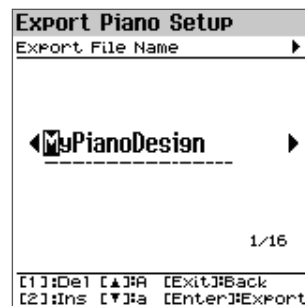 Export Piano Setup
Export File Name
MyPianoDesign
1/16
[1]:Del [▲]:A [Exit]:Back
[2]:Ins [▼]:a [Enter]:Export